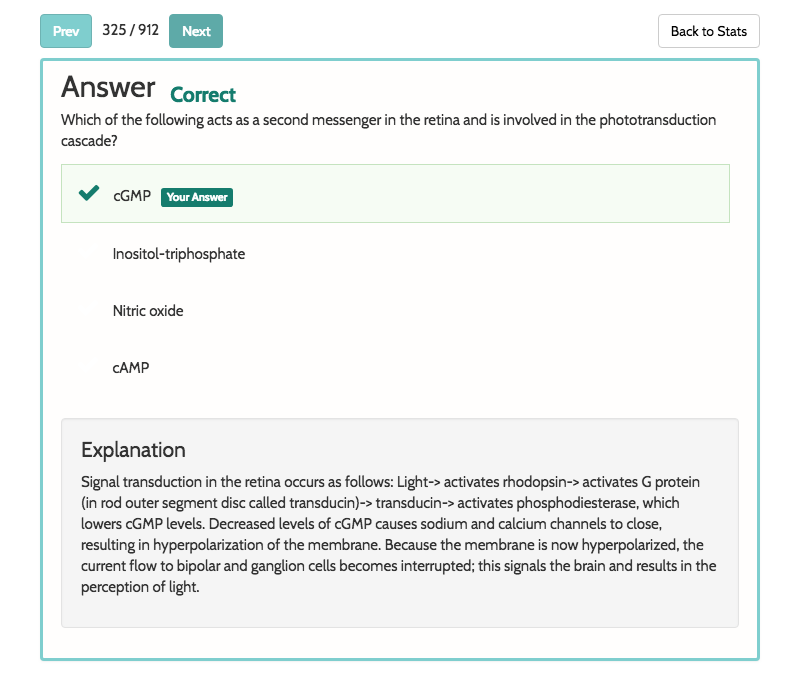 Prev 325 / 912 Next Back to Stats
Answer Correct
Which of the following acts as a second messenger in the retina and is involved in the phototransduction
cascade?
cGMP Your Answer
Inositol-triphosphate
Nitric oxide
cAMP
Explanation
Signal transduction in the retina occurs as follows: Light-> activates rhodopsin-> activates G protein
(in rod outer segment disc called transducin)-> transducin-> activates phosphodiesterase, which
lowers cGMP levels. Decreased levels of cGMP causes sodium and calcium channels to close,
resulting in hyperpolarization of the membrane. Because the membrane is now hyperpolarized, the
current flow to bipolar and ganglion cells becomes interrupted; this signals the brain and results in the
perception of light.